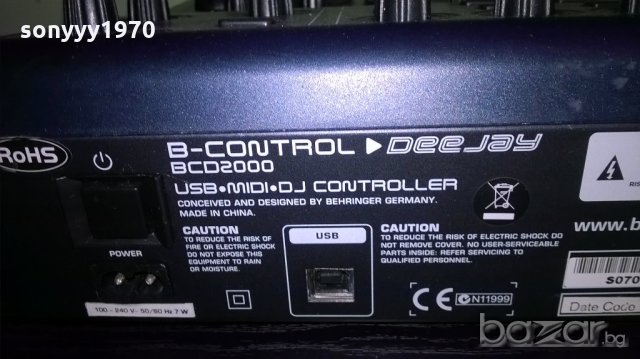 sonyyy1970
RoHS
B-CONTROL DEEJAY
BCD2000
USB•MIDI•DJ CONTROLLER
CONCEIVED AND DESIGNED BY BEHRINGER GERMANY.
MADE IN CHINA.
POWER
CAUTION
TO REDUCE THE RISK OF
FIRE OR ELECTRIC SHOCK
DO NOT EXPOSE THIS
EQUIPMENT TO RAIN
OR MOISTURE.
USB
CAUTION
TO REDUCE THE RISK OF ELECTRIC SHOCK DO
NOT REMOVE COVER. NO USER-SERVICEABLE
PARTS INSIDE: REFER SERVICING TO
QUALIFIED PERSONNEL.
100 - 240 V~ 50/60 Hz 7 W
CE
N11999
RIS
www.b
S070
Date Code
bazar.bg